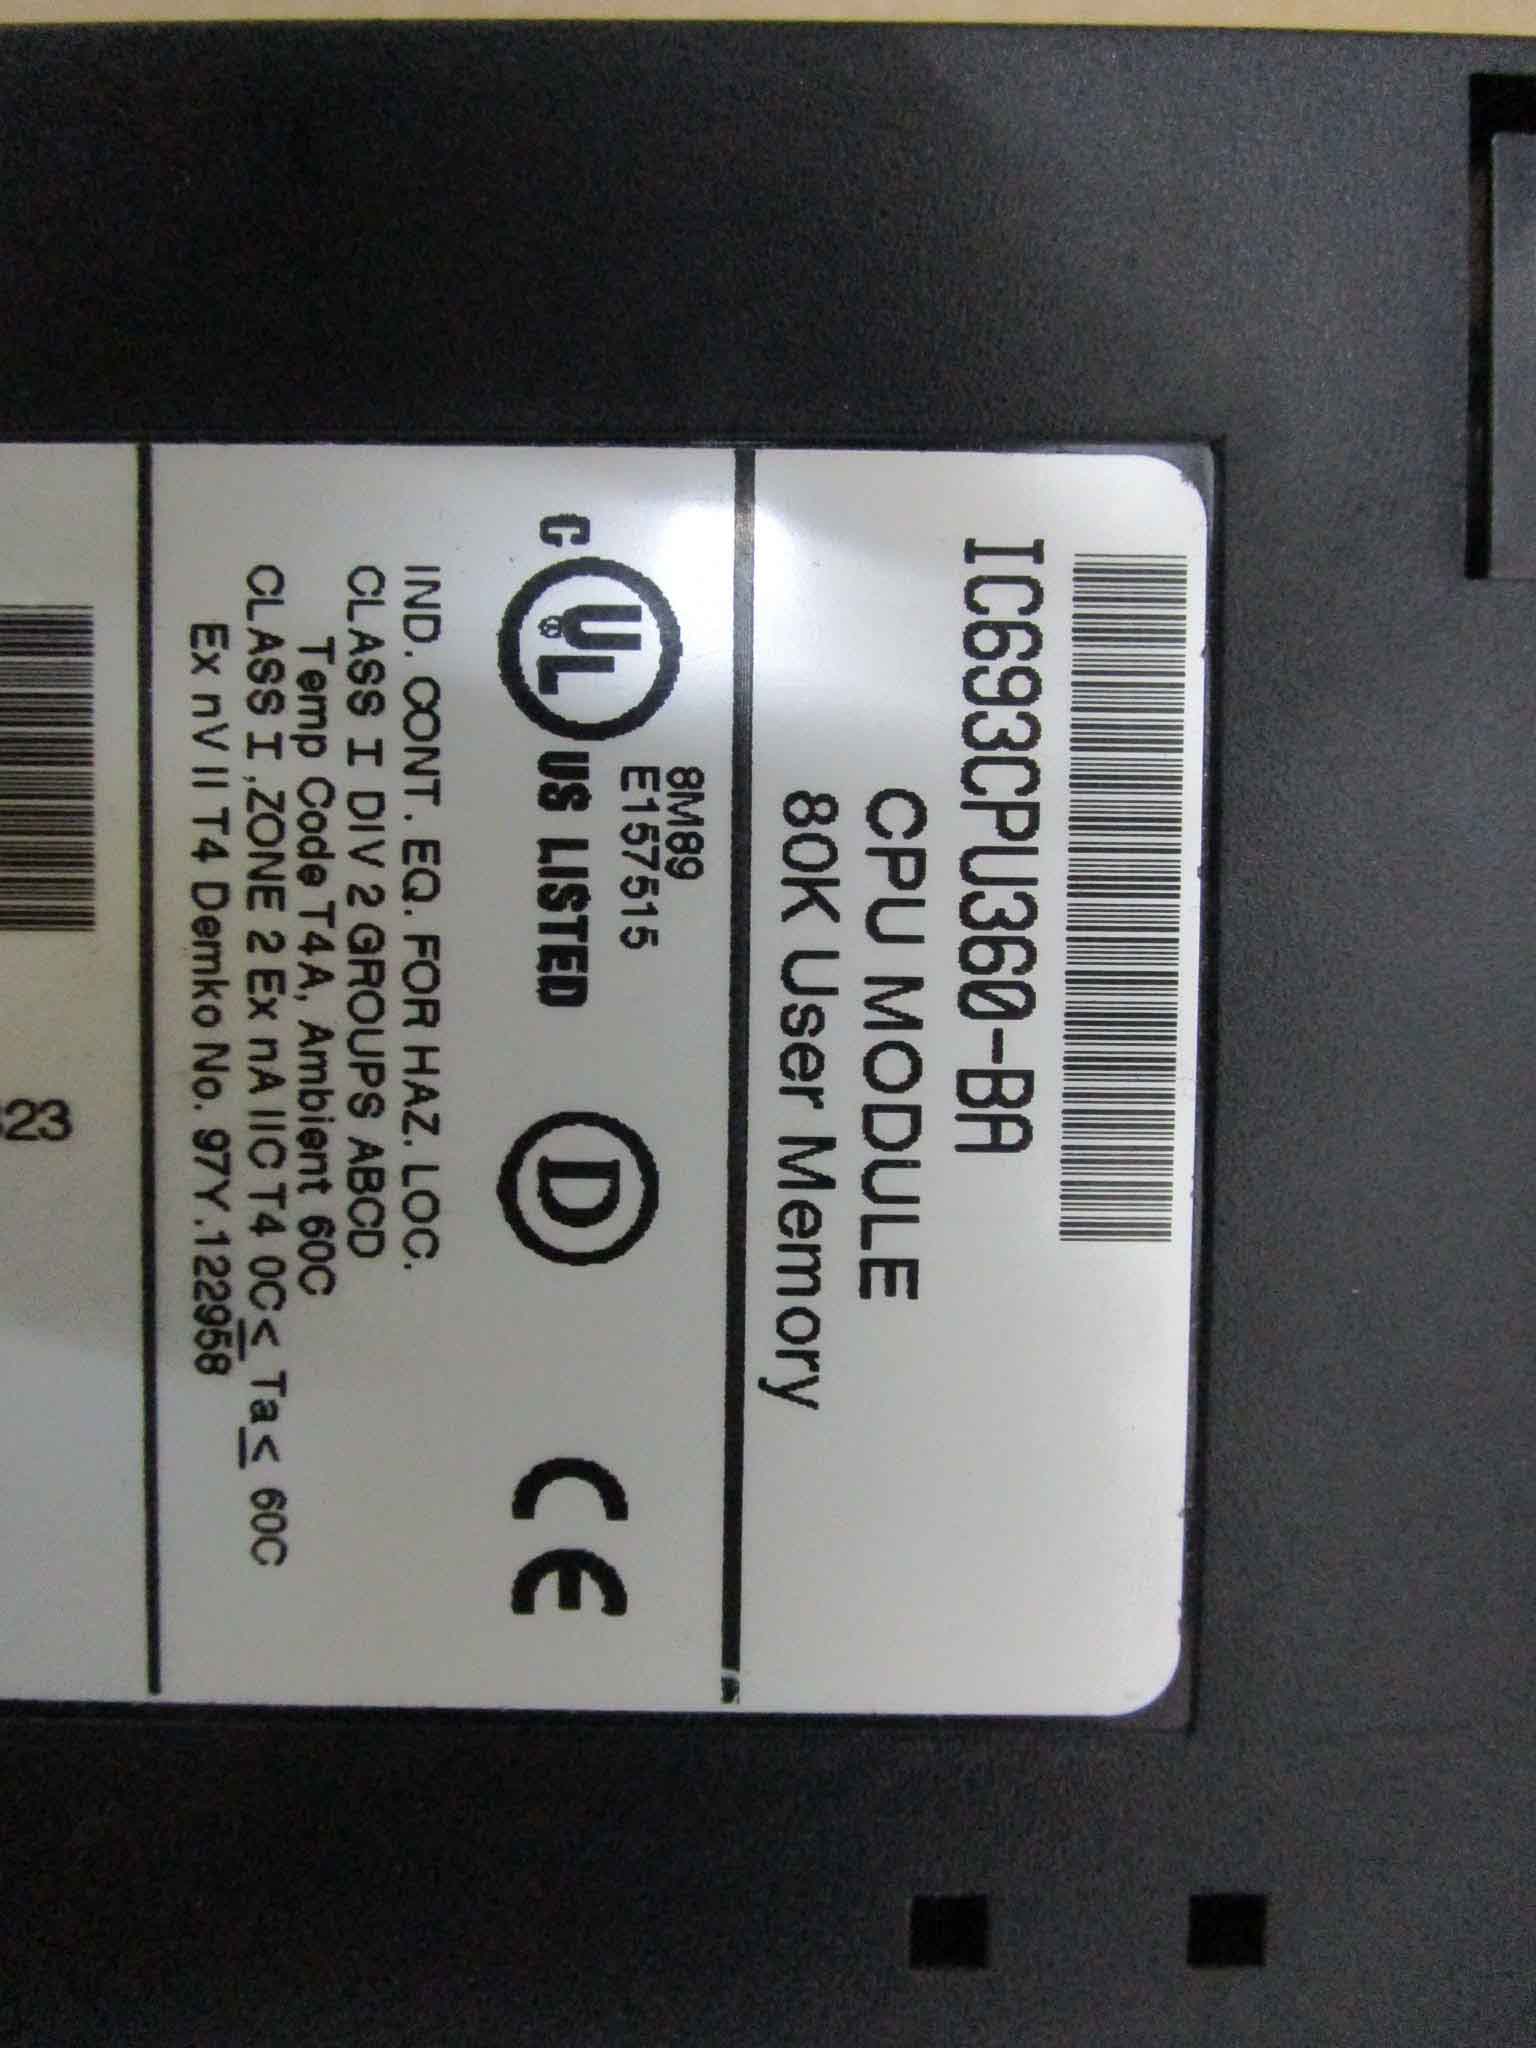 IC693CPU360-BA
CPU MODULE
80K User Memory
8M89
E157515
C UL US LISTED
D
CE
IND. CONT. EQ. FOR HAZ. LOC.
CLASS I DIV 2 GROUPS ABCD
Temp Code T4A, Ambient 60C
CLASS I ,ZONE 2 Ex nA IIC T4 0C≤ Ta≤ 60C
Ex nV II T4 Demko No. 97Y.122958
23